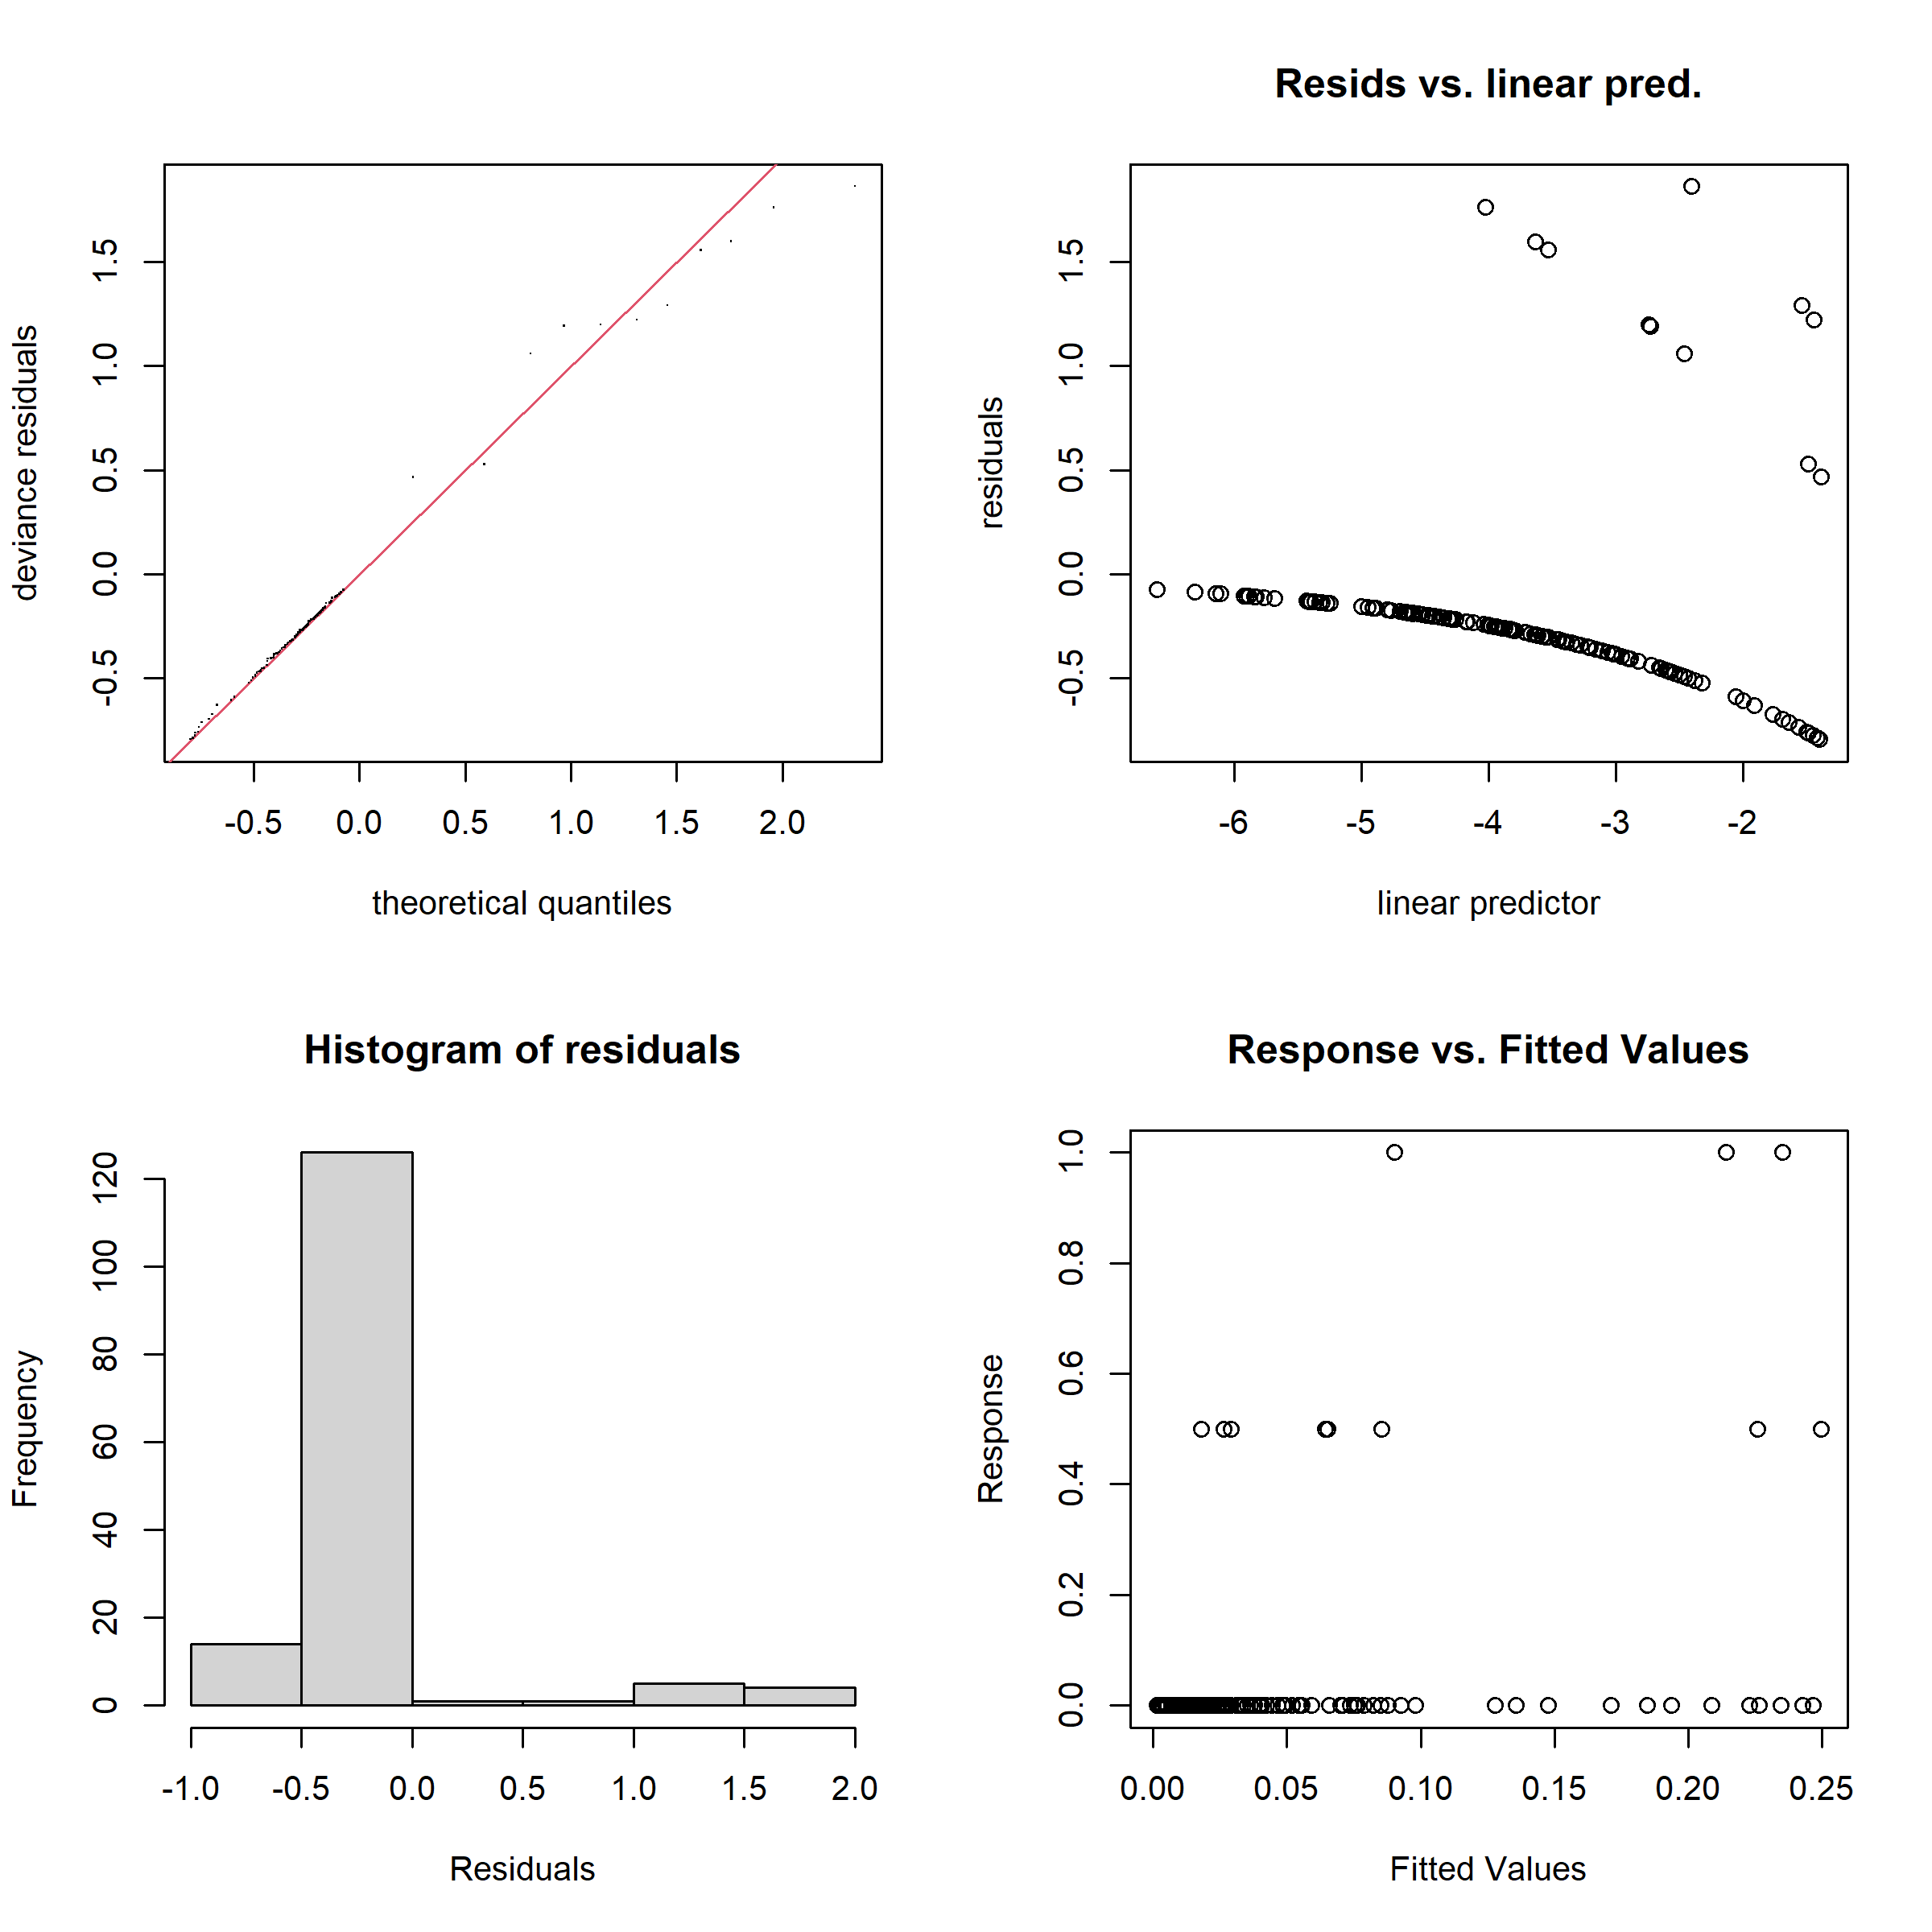 deviance residuals
1.5
1.0
0.5
0.0
-0.5
-0.5 0.0 0.5 1.0 1.5 2.0
theoretical quantiles
Resids vs. linear pred.
residuals
1.5
1.0
0.5
0.0
-0.5
-6 -5 -4 -3 -2
linear predictor
Histogram of residuals
Frequency
120
100
80
60
40
20
0
-1.0 -0.5 0.0 0.5 1.0 1.5 2.0
Residuals
Response vs. Fitted Values
Response
1.0
0.8
0.6
0.4
0.2
0.0
0.00 0.05 0.10 0.15 0.20 0.25
Fitted Values